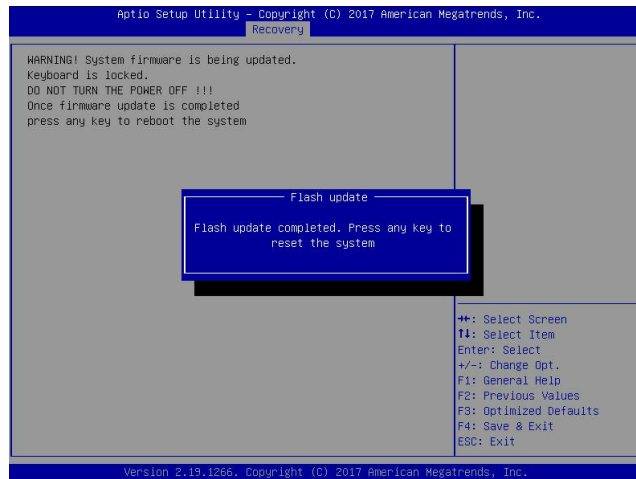 Aptio Setup Utility – Copyright (C) 2017 American Megatrends, Inc.
Recovery
WARNING! System firmware is being updated.
Keyboard is locked.
DO NOT TURN THE POWER OFF !!!
Once firmware update is completed
press any key to reboot the system
Flash update
Flash update completed. Press any key to
reset the system
→←: Select Screen
↑↓: Select Item
Enter: Select
+/-: Change Opt.
F1: General Help
F2: Previous Values
F3: Optimized Defaults
F4: Save & Exit
ESC: Exit
Version 2.19.1266. Copyright (C) 2017 American Megatrends, Inc.